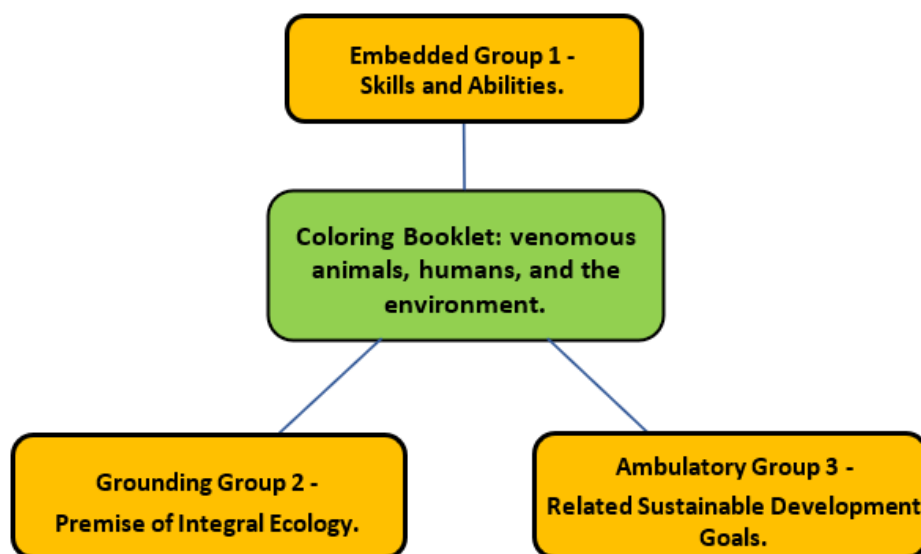 Embedded Group 1 -
Skills and Abilities.
Coloring Booklet: venomous
animals, humans, and the
environment.
Grounding Group 2 -
Premise of Integral Ecology.
Ambulatory Group 3 -
Related Sustainable Development
Goals.